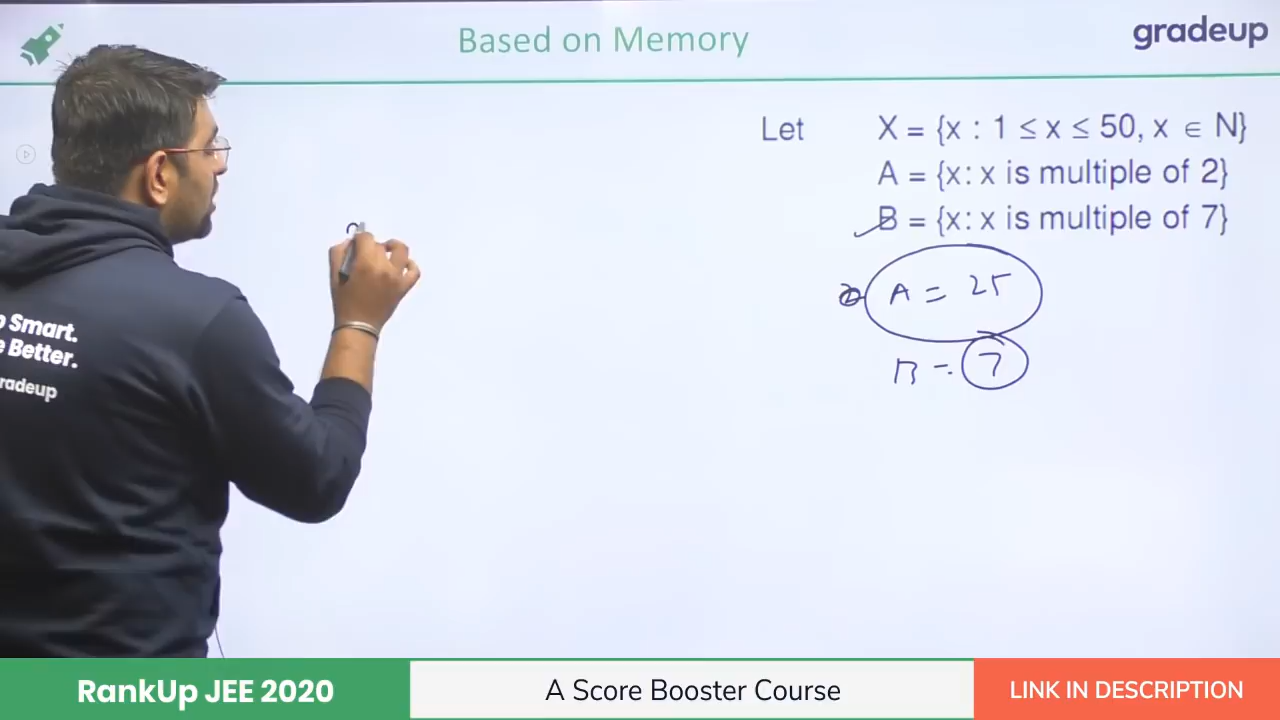 Based on Memory
gradeup
Let X = {x : 1 ≤ x ≤ 50, x ∈ N}
A = {x: x is multiple of 2}
B = {x: x is multiple of 7}
A = 25
B = 7
Smart.
Better.
radeup
RankUp JEE 2020
A Score Booster Course
LINK IN DESCRIPTION